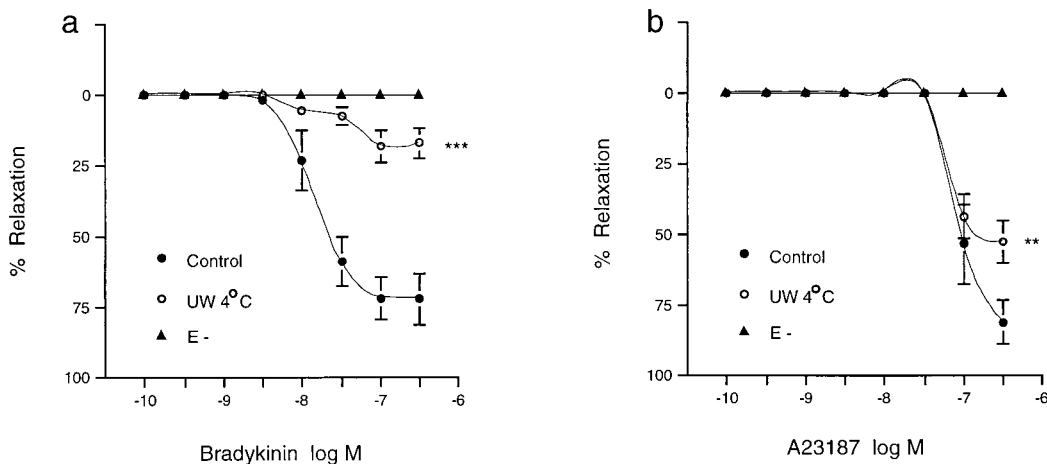 a
0
25
50
75
100
% Relaxation
Control
UW 4°C
E -
***
-10
-9
-8
-7
-6
Bradykinin log M
b
0
25
50
75
100
% Relaxation
Control
UW 4°C
E -
**
-10
-9
-8
-7
-6
A23187 log M